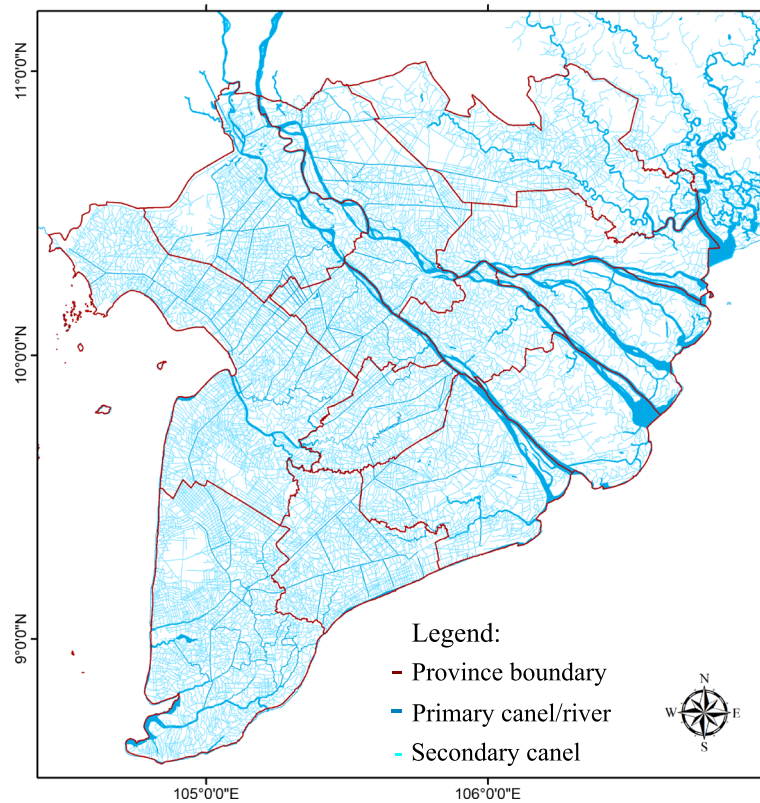 11°0'0"N
10°0'0"N
9°0'0"N
Legend:
Province boundary
Primary canel/river
Secondary canel
N
W E
S
105°0'0"E 106°0'0"E